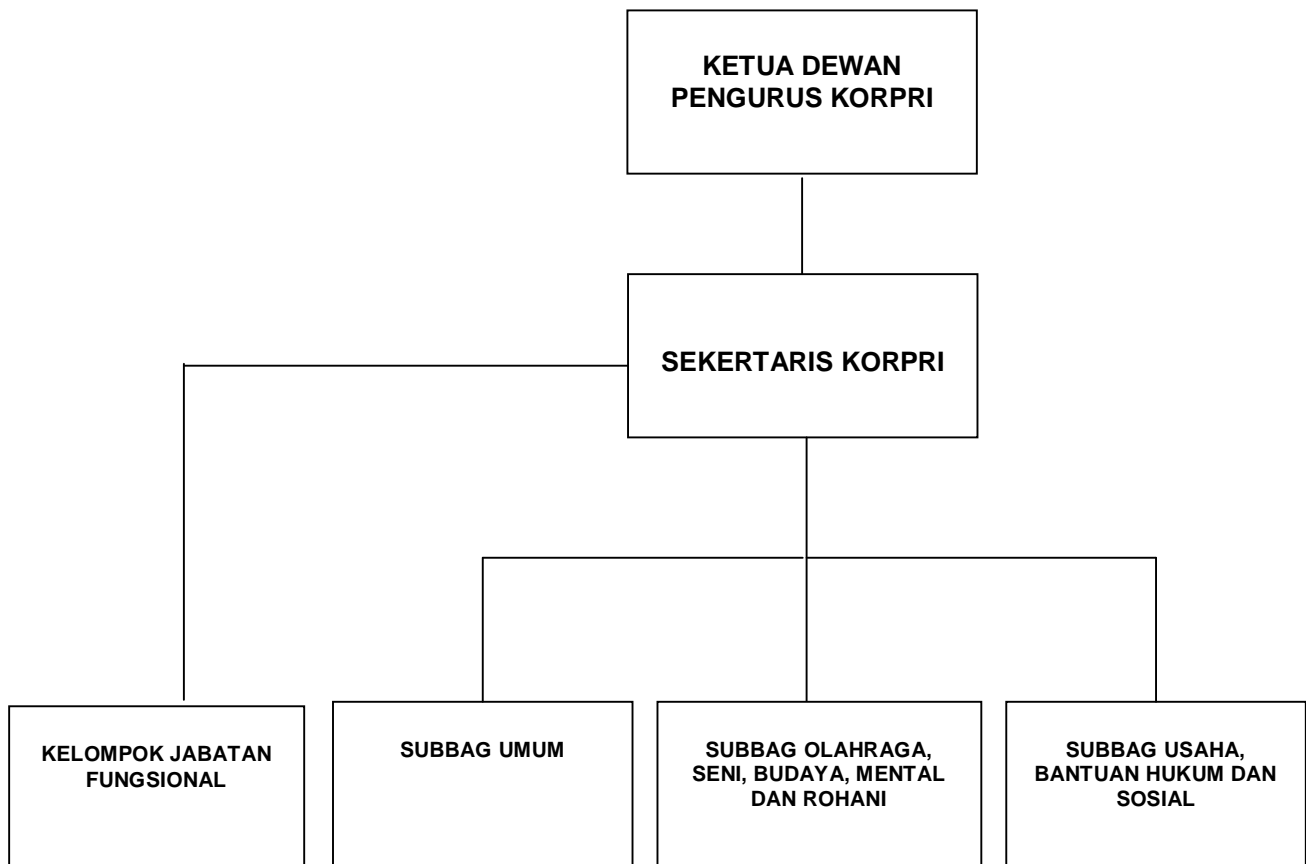 KETUA DEWAN
PENGURUS KORPRI
SEKERTARIS KORPRI
KELOMPOK JABATAN
FUNGSIONAL
SUBBAG UMUM
SUBBAG OLAHRAGA,
SENI, BUDAYA, MENTAL
DAN ROHANI
SUBBAG USAHA,
BANTUAN HUKUM DAN
SOSIAL